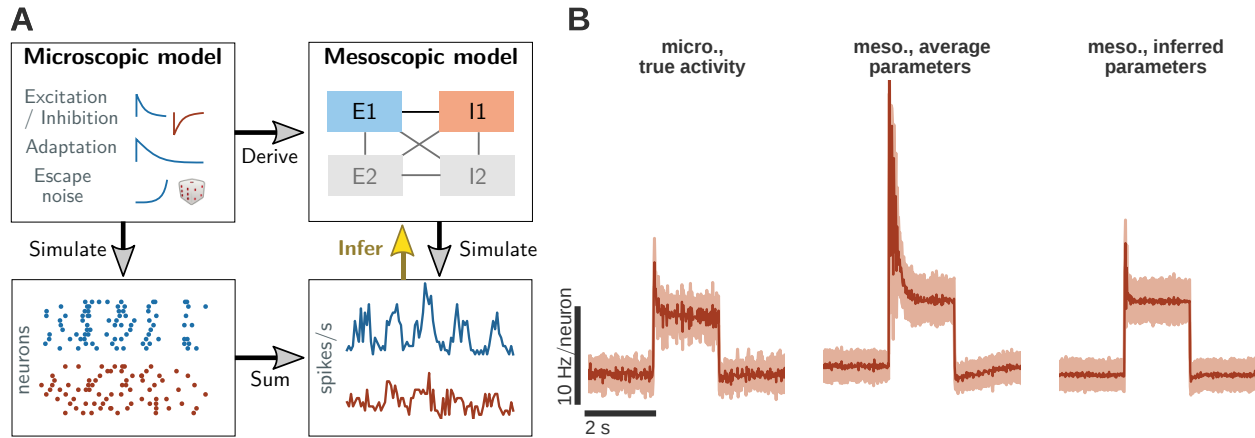 A
Microscopic model
Excitation
/ Inhibition
Adaptation
Escape
noise
Derive
Mesoscopic model
E1
I1
E2
I2
Simulate
Infer
Simulate
neurons
Sum
spikes/s
B
micro.,
true activity
meso., average
parameters
meso., inferred
parameters
10 Hz/neuron
2 s